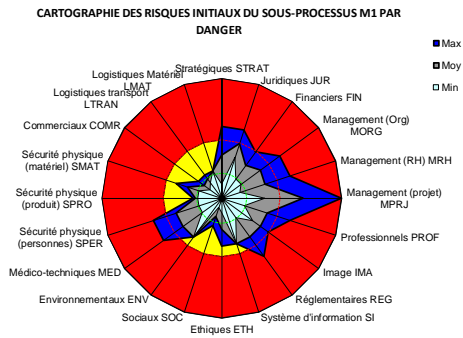 CARTOGRAPHIE DES RISQUES INITIAUX DU SOUS-PROCESSUS M1 PAR
DANGER
Max
Moy
Min
Stratégiques STRAT
Juridiques JUR
Financiers FIN
Management (Org)
MORG
Management (RH) MRH
Management (projet)
MPRJ
Professionnels PROF
Image IMA
Réglementaires REG
Système d'information SI
Ethiques ETH
Sociaux SOC
Environnementaux ENV
Médico-techniques MED
Sécurité physique
(personnes) SPER
Sécurité physique
(produit) SPRO
Sécurité physique
(matériel) SMAT
Commerciaux COMR
Logistiques transport
LTRAN
Logistiques Matériel
LMAT